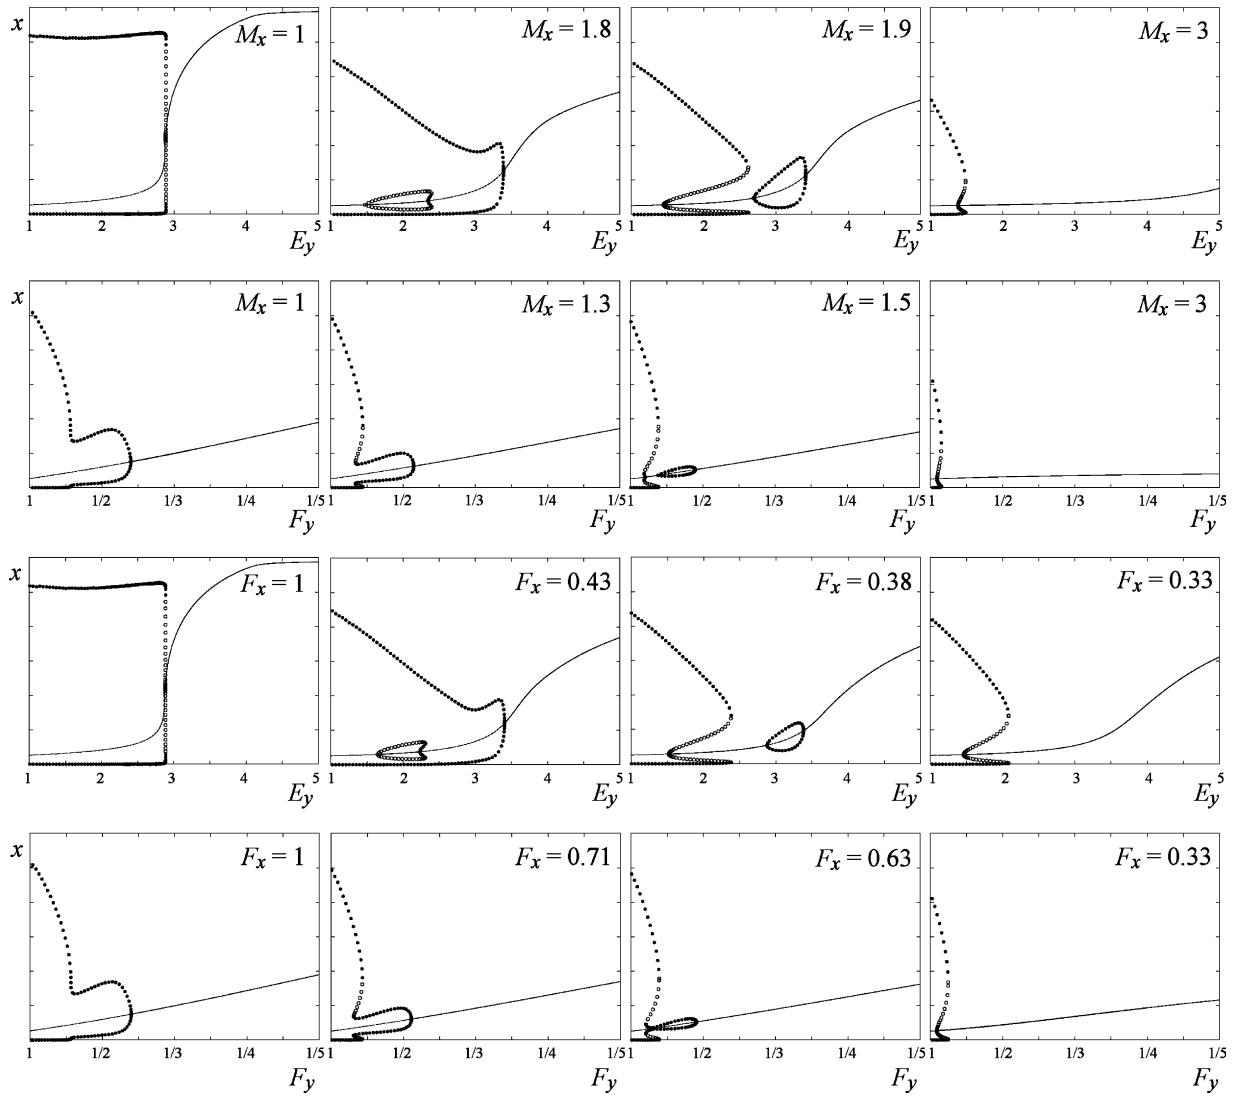 x M_x = 1 M_x = 1.8 M_x = 1.9 M_x = 3
1 2 3 4 5 2 3 4 5 1 2 3 4 5 1 2 3 4 5
E_y E_y E_y E_y
x M_x = 1 M_x = 1.3 M_x = 1.5 M_x = 3
1 1/2 1/3 1/4 1/5 1 1/2 1/3 1/4 1/5 1 1/2 1/3 1/4 1/5 1 1/2 1/3 1/4 1/5
F_y F_y F_y F_y
x F_x = 1 F_x = 0.43 F_x = 0.38 F_x = 0.33
1 2 3 4 5 1 2 3 4 5 1 2 3 4 5 1 2 3 4 5
E_y E_y E_y E_y
x F_x = 1 F_x = 0.71 F_x = 0.63 F_x = 0.33
1 1/2 1/3 1/4 1/5 1 1/2 1/3 1/4 1/5 1 1/2 1/3 1/4 1/5 1 1/2 1/3 1/4 1/5
F_y F_y F_y F_y